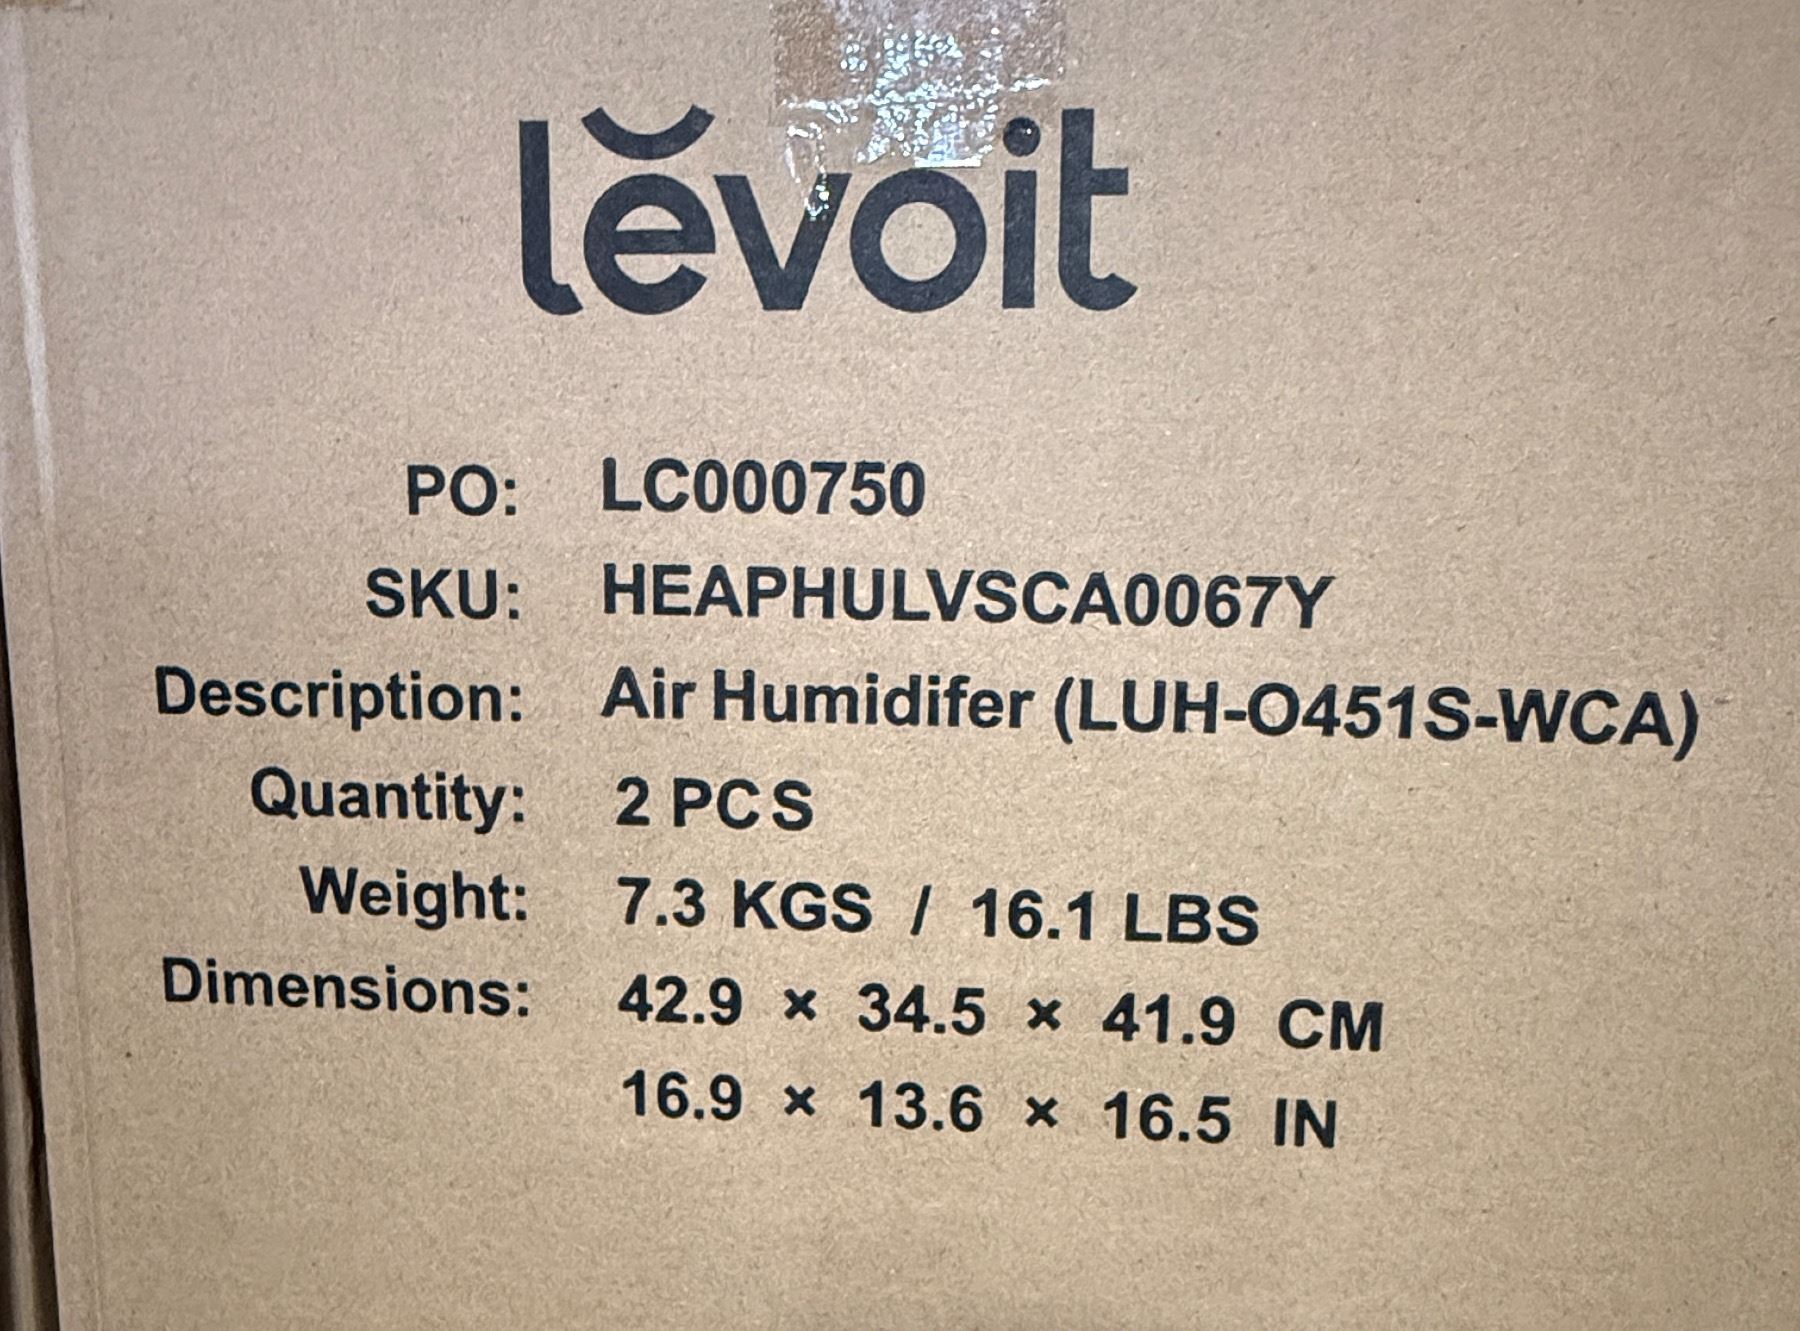 lĕvoit
PO: LC000750
SKU: HEAPHULVSCA0067Y
Description: Air Humidifer (LUH-O451S-WCA)
Quantity: 2 PCS
Weight: 7.3 KGS / 16.1 LBS
Dimensions: 42.9 × 34.5 × 41.9 CM
16.9 × 13.6 × 16.5 IN